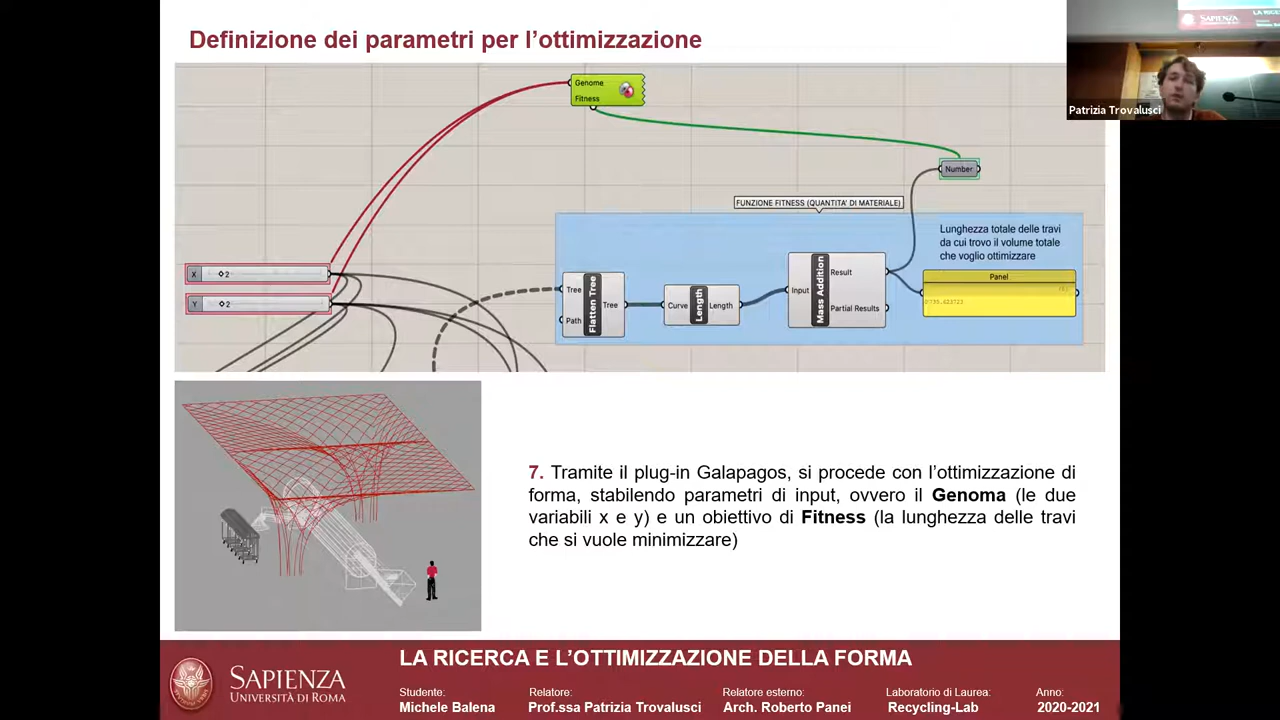 Definizione dei parametri per l'ottimizzazione
SAPIENZA
Patrizia Trovalusci
Genome
Fitness
Number
FUNZIONE FITNESS (QUANTITA' DI MATERIALE)
Lunghezza totale delle travi
da cui trovo il volume totale
che voglio ottimizzare
X 2
Y 2
Tree
Path
Flatten Tree
Tree
Curve
Length
Length
Input
Mass Addition
Result
Partial Results
Panel
7. Tramite il plug-in Galapagos, si procede con l'ottimizzazione di
forma, stabilendo parametri di input, ovvero il Genoma (le due
variabili x e y) e un obiettivo di Fitness (la lunghezza delle travi
che si vuole minimizzare)
SAPIENZA
UNIVERSITÀ DI ROMA
LA RICERCA E L'OTTIMIZZAZIONE DELLA FORMA
Studente:
Michele Balena
Relatore:
Prof.ssa Patrizia Trovalusci
Relatore esterno:
Arch. Roberto Panei
Laboratorio di Laurea:
Recycling-Lab
Anno:
2020-2021